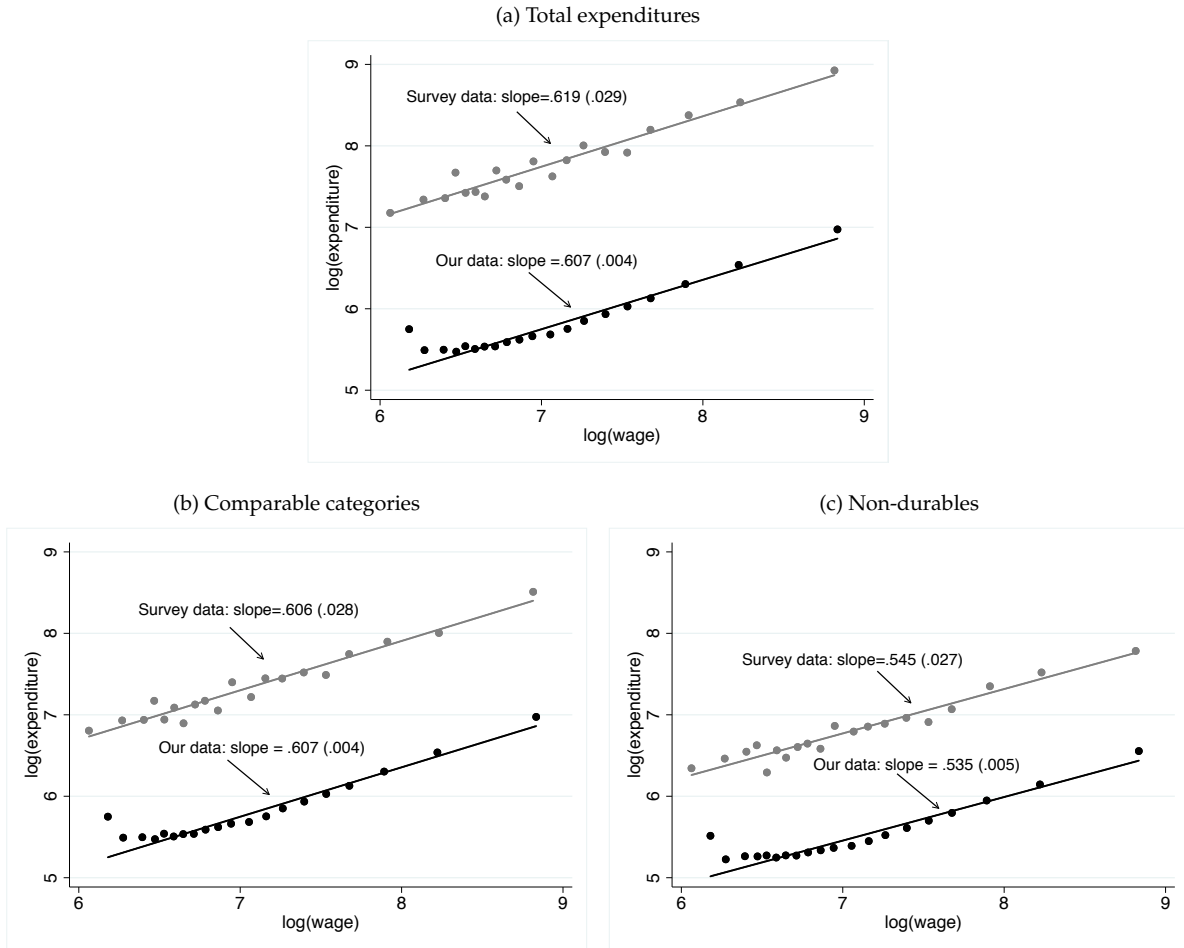 (a) Total expenditures
9
Survey data: slope=.619 (.029)
8
log(expenditure)
7
Our data: slope =.607 (.004)
6
5
6 7 8 9
log(wage)
(b) Comparable categories
9
Survey data: slope=.606 (.028)
8
log(expenditure)
7
Our data: slope = .607 (.004)
6
5
6 7 8 9
log(wage)
(c) Non-durables
9
8
Survey data: slope=.545 (.027)
log(expenditure)
7
Our data: slope = .535 (.005)
6
5
6 7 8 9
log(wage)